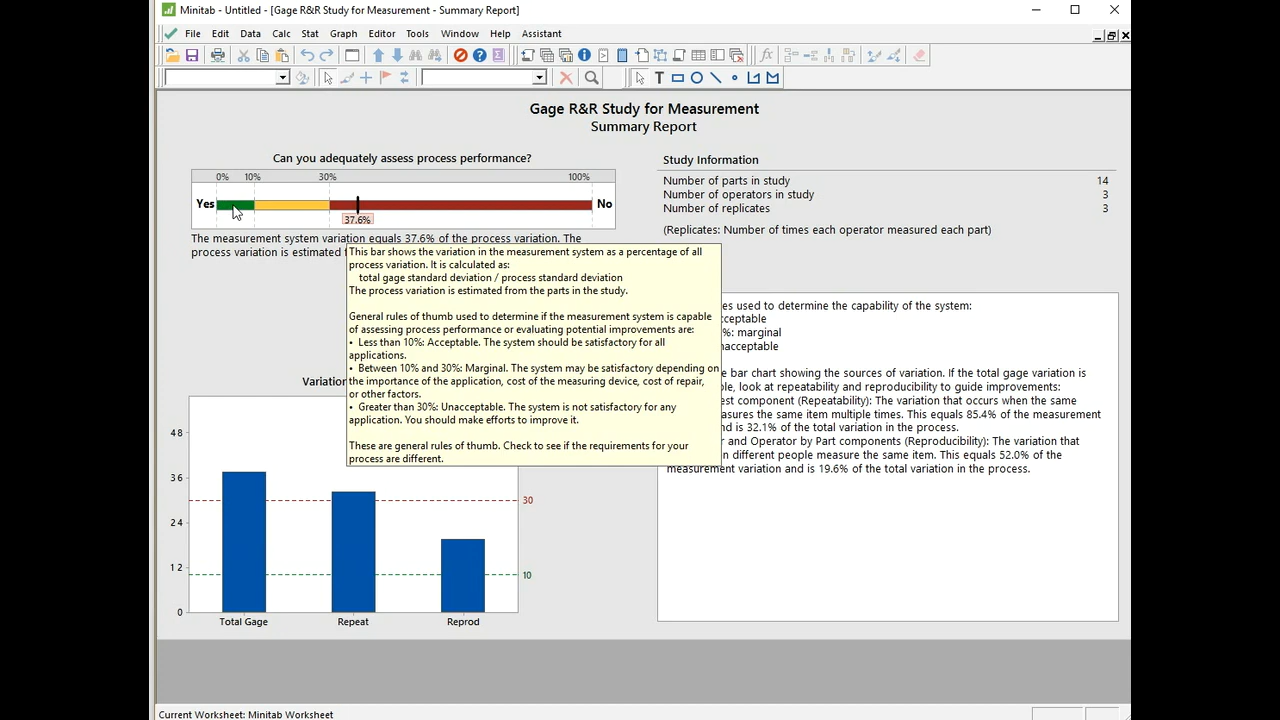 Minitab - Untitled - [Gage R&R Study for Measurement - Summary Report]
File Edit Data Calc Stat Graph Editor Tools Window Help Assistant
Gage R&R Study for Measurement
Summary Report
Can you adequately assess process performance?
0% 10% 30% 100%
Yes No
37.6%
The measurement system variation equals 37.6% of the process variation. The
process variation is estimated f
Study Information
Number of parts in study 14
Number of operators in study 3
Number of replicates 3
(Replicates: Number of times each operator measured each part)
This bar shows the variation in the measurement system as a percentage of all
process variation. It is calculated as:
total gage standard deviation / process standard deviation
The process variation is estimated from the parts in the study.
General rules of thumb used to determine if the measurement system is capable
of assessing process performance or evaluating potential improvements are:
• Less than 10%: Acceptable. The system should be satisfactory for all
applications.
• Between 10% and 30%: Marginal. The system may be satisfactory depending on
the importance of the application, cost of the measuring device, cost of repair,
or other factors.
• Greater than 30%: Unacceptable. The system is not satisfactory for any
application. You should make efforts to improve it.
These are general rules of thumb. Check to see if the requirements for your
process are different.
es used to determine the capability of the system:
cceptable
%: marginal
nacceptable
e bar chart showing the sources of variation. If the total gage variation is
ble, look at repeatability and reproducibility to guide improvements:
est component (Repeatability): The variation that occurs when the same
asures the same item multiple times. This equals 85.4% of the measurement
nd is 32.1% of the total variation in the process.
r and Operator by Part components (Reproducibility): The variation that
n different people measure the same item. This equals 52.0% of the
measurement variation and is 19.6% of the total variation in the process.
Variation
48
36
24
12
0
30
10
Total Gage Repeat Reprod
Current Worksheet: Minitab Worksheet